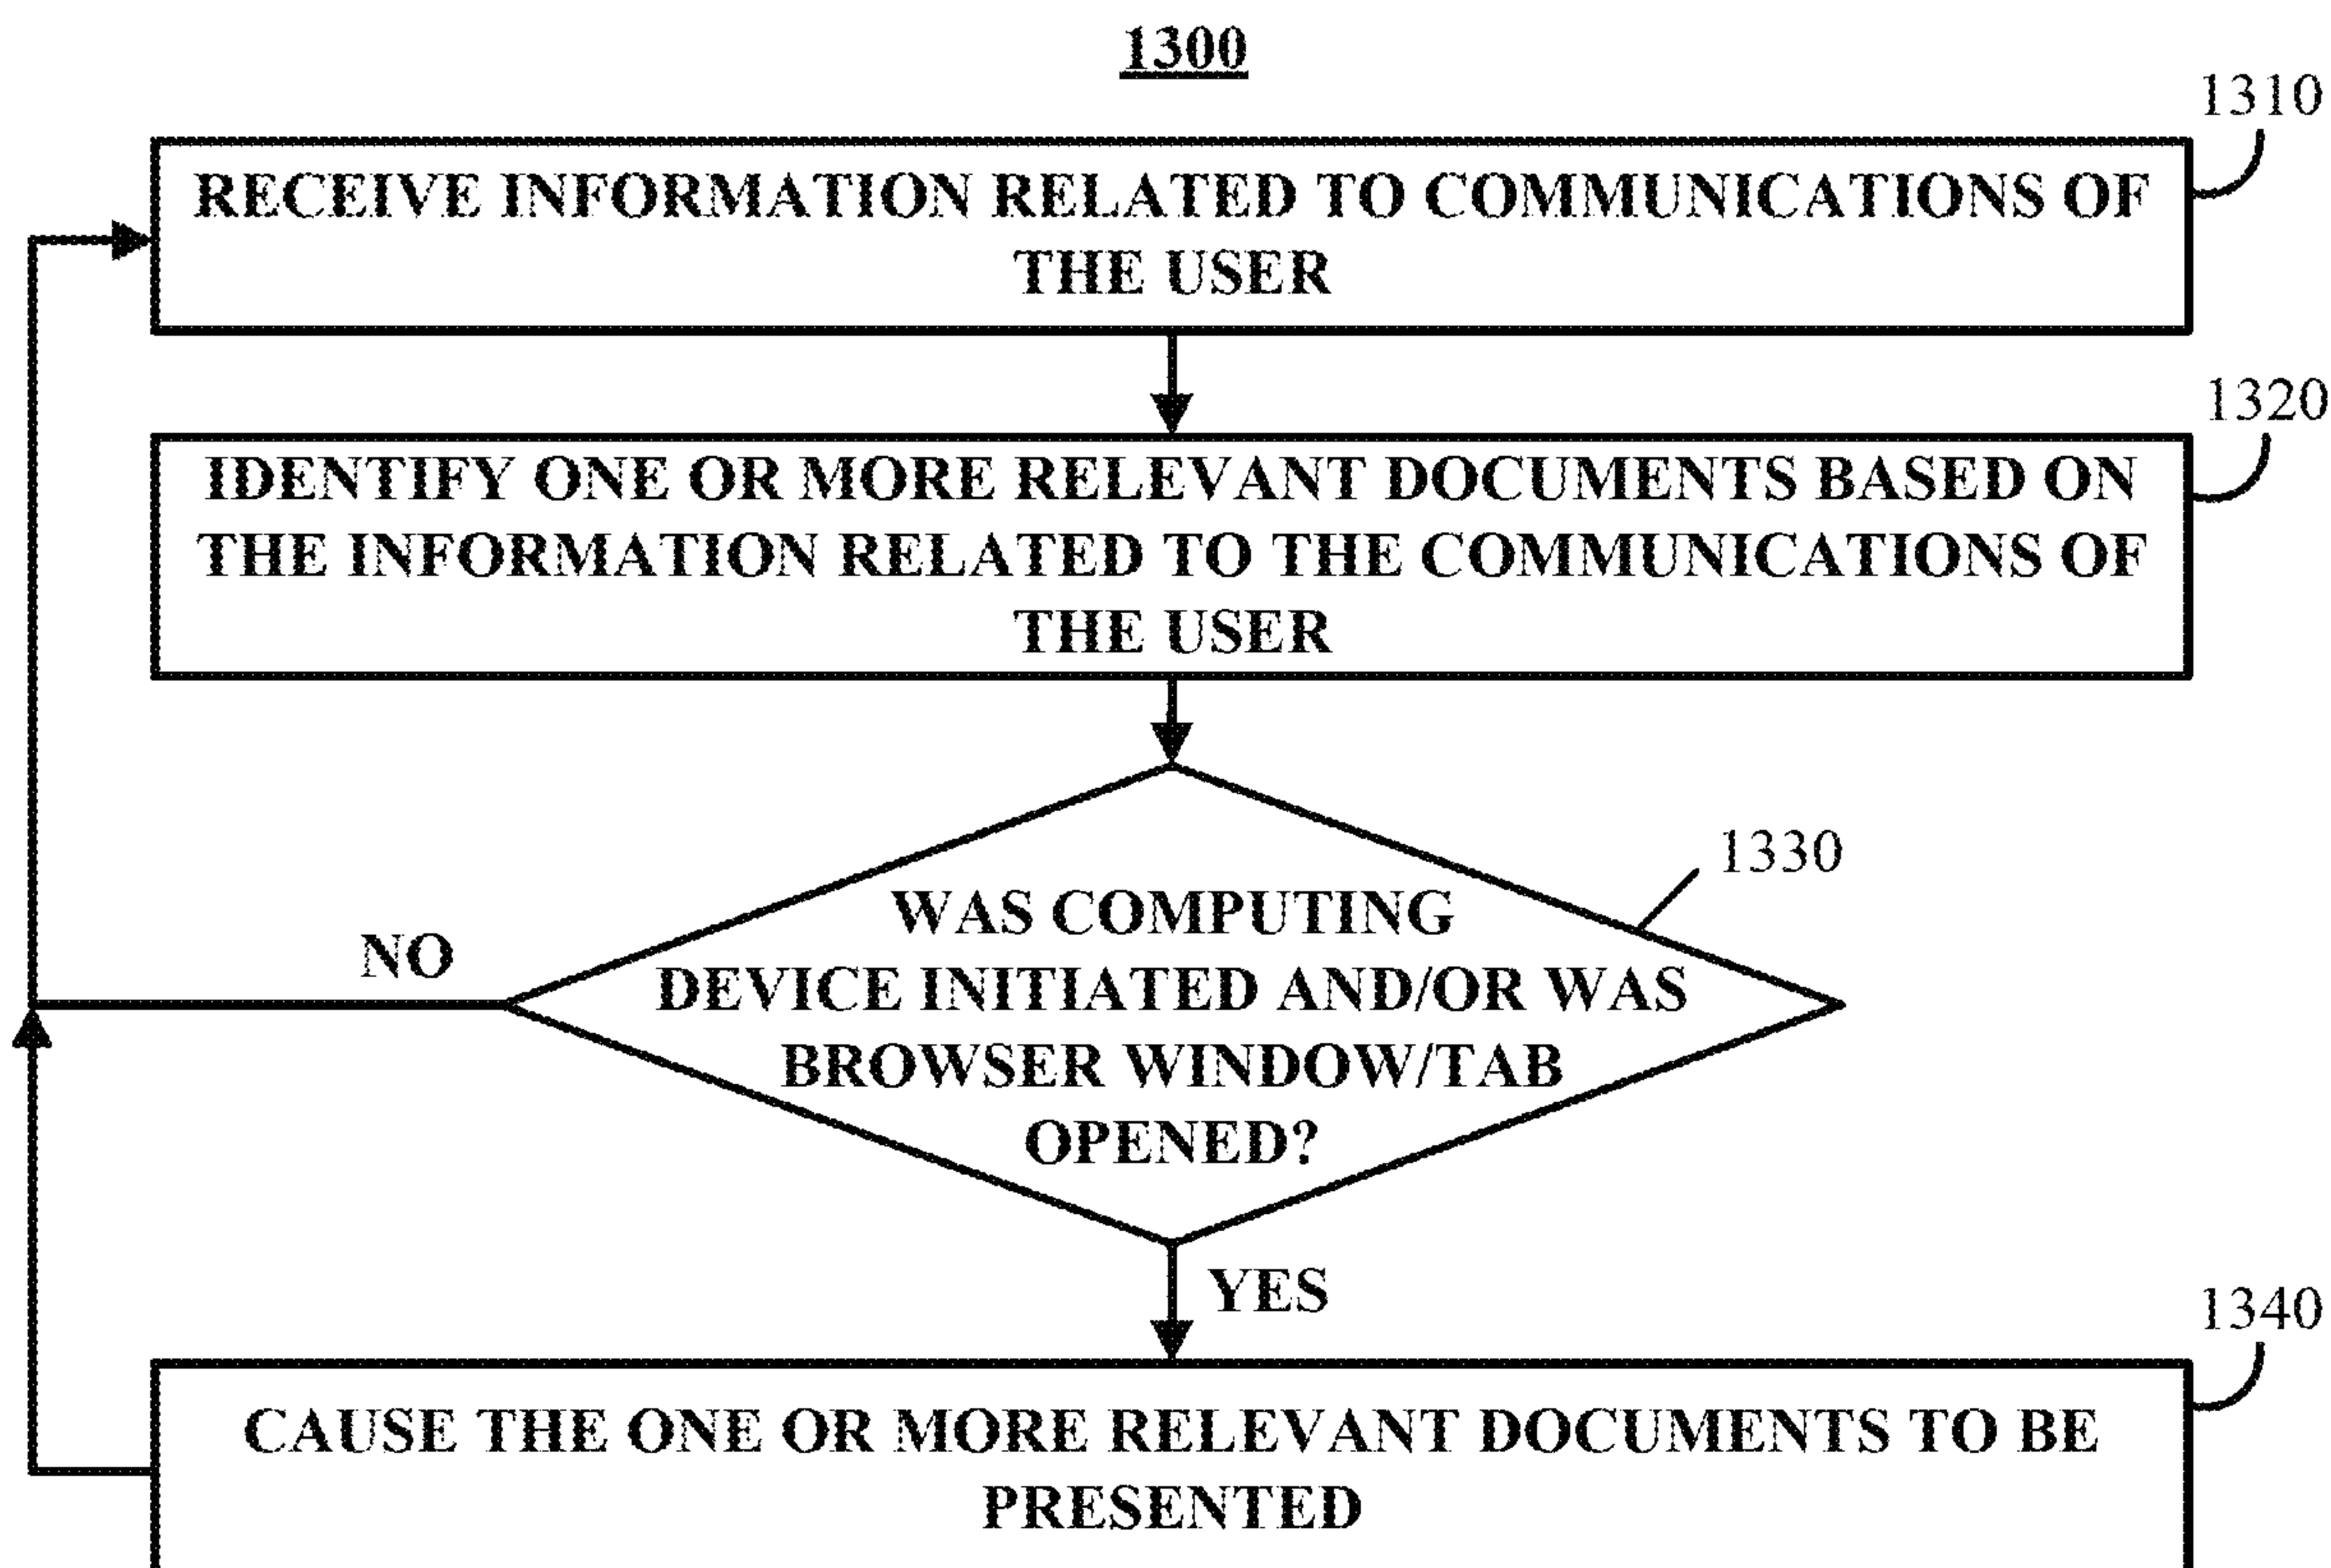 1300
1310
RECEIVE INFORMATION RELATED TO COMMUNICATIONS OF
THE USER
1320
IDENTIFY ONE OR MORE RELEVANT DOCUMENTS BASED ON
THE INFORMATION RELATED TO THE COMMUNICATIONS OF
THE USER
1330
WAS COMPUTING
DEVICE INITIATED AND/OR WAS
BROWSER WINDOW/TAB
OPENED?
NO
YES
1340
CAUSE THE ONE OR MORE RELEVANT DOCUMENTS TO BE
PRESENTED